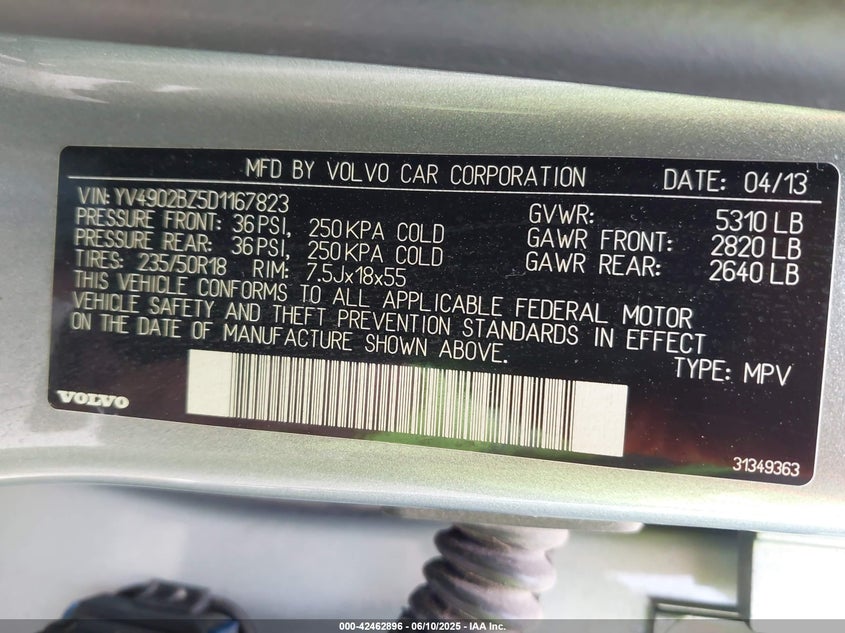 MFD BY VOLVO CAR CORPORATION DATE: 04/13
VIN: YV4902BZ5D1167823 GVWR: 5310 LB
PRESSURE FRONT: 36 PSI, 250 KPA COLD GAWR FRONT: 2820 LB
PRESSURE REAR: 36 PSI, 250 KPA COLD GAWR REAR: 2640 LB
TIRES: 235/50R18 RIM: 7.5Jx18x55
THIS VEHICLE CONFORMS TO ALL APPLICABLE FEDERAL MOTOR
VEHICLE SAFETY AND THEFT PREVENTION STANDARDS IN EFFECT
ON THE DATE OF MANUFACTURE SHOWN ABOVE.
TYPE: MPV
VOLVO
31349363
000-42462896 - 06/10/2025 - IAA Inc.